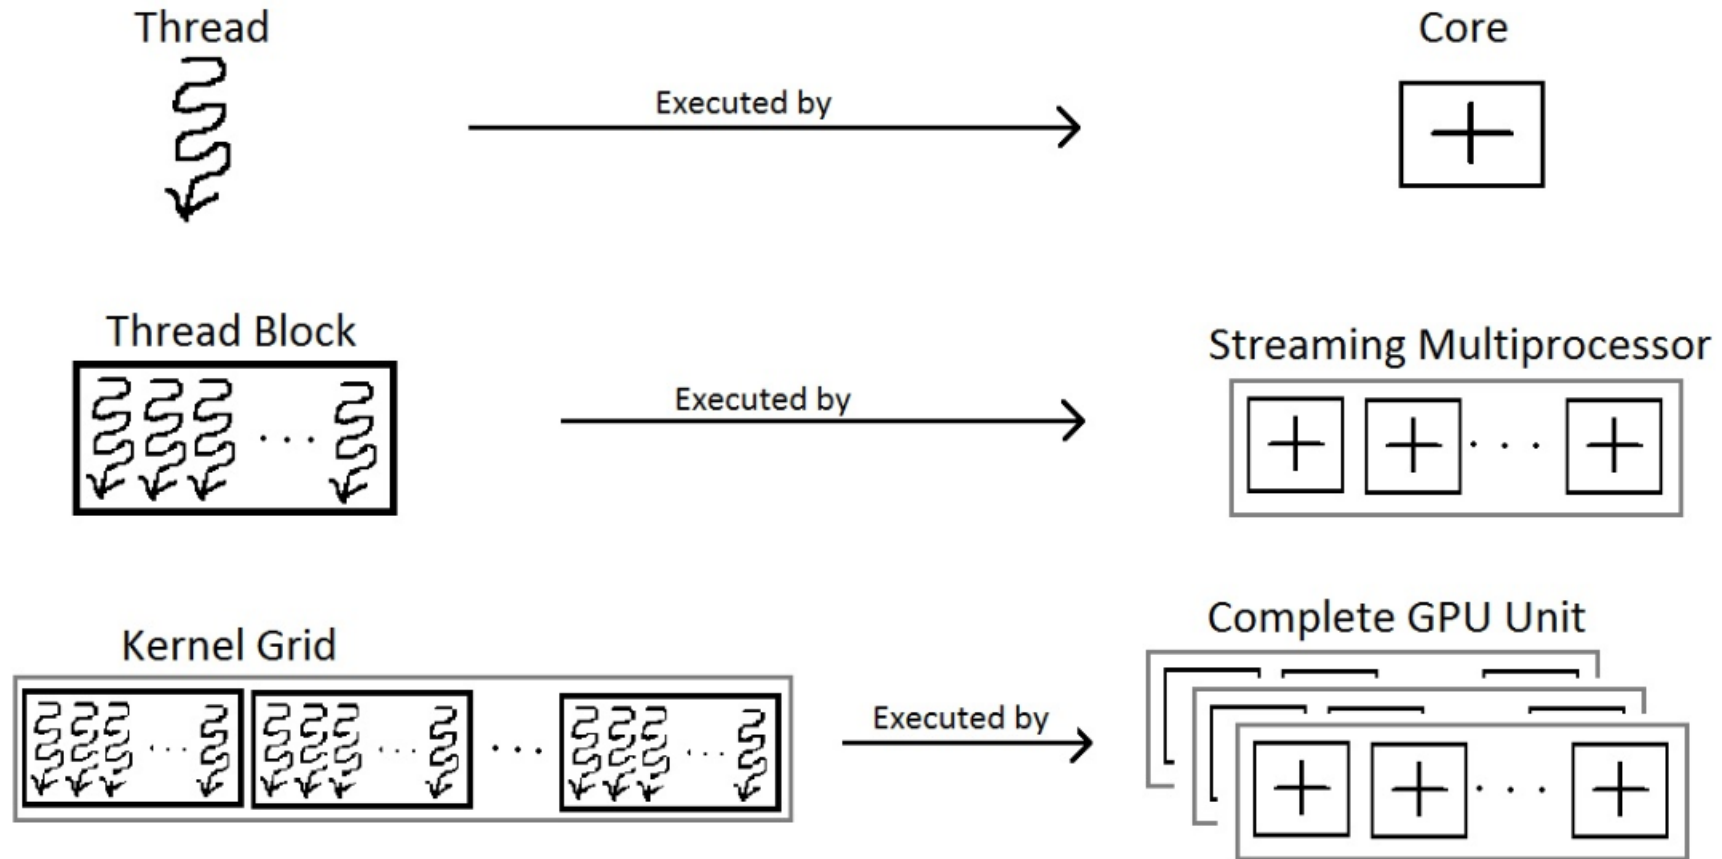 Thread
Core
Executed by
Thread Block
Streaming Multiprocessor
Executed by
Kernel Grid
Complete GPU Unit
Executed by